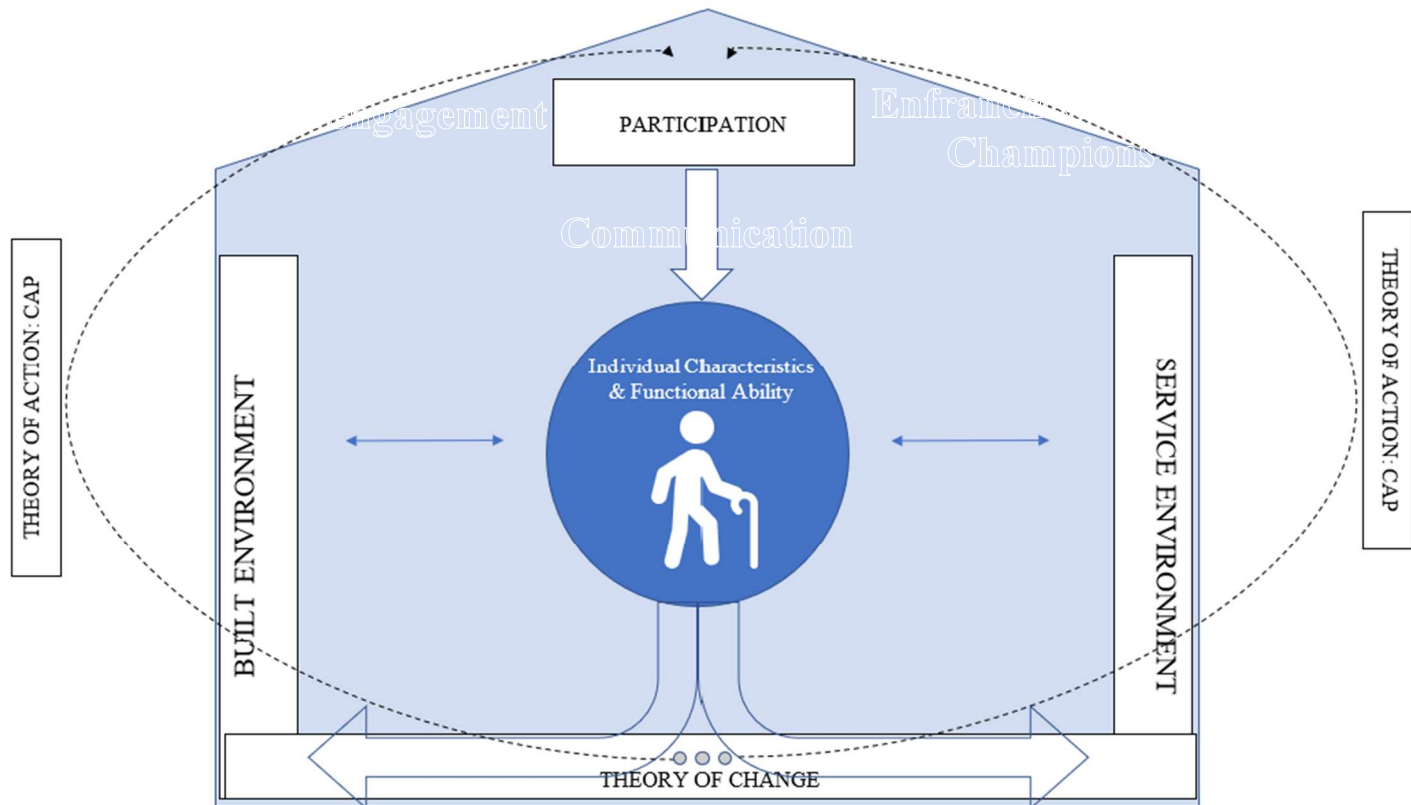 Engagement
PARTICIPATION
Champions
Communication
THEORY OF ACTION: CAP
BUILT ENVIRONMENT
Individual Characteristics
& Functional Ability
SERVICE ENVIRONMENT
THEORY OF ACTION: CAP
THEORY OF CHANGE